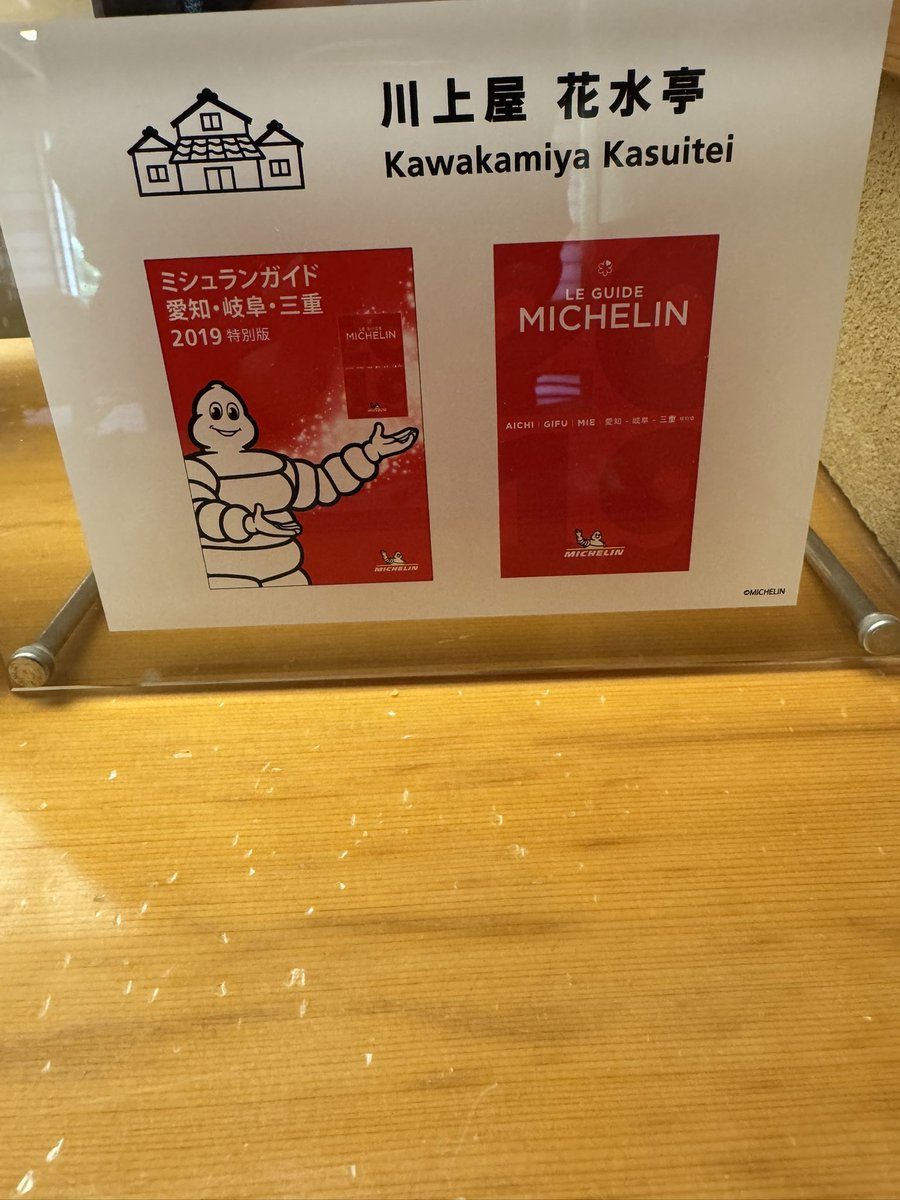 川上屋 花水亭
Kawakamiya Kasuitei
ミシュランガイド
愛知・岐阜・三重
2019 特別版
LE GUIDE
MICHELIN
MICHELIN
LE GUIDE
MICHELIN
AICHI | GIFU | MIE | 愛知 - 岐阜 - 三重
MICHELIN
©MICHELIN